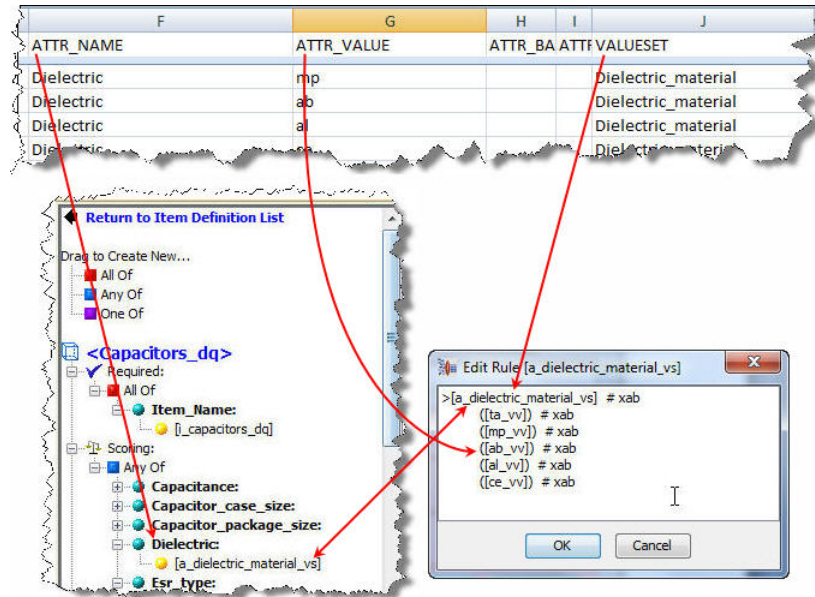 F G H I J
ATTR_NAME ATTR_VALUE ATTR_BA ATTF VALUESET
Dielectric mp Dielectric_material
Dielectric ab Dielectric_material
Dielectric al Dielectric_material
Dielectric Dielectric_material
Return to Item Definition List
Drag to Create New...
All Of
Any Of
One Of
<Capacitors_dq>
Required:
All Of
Item_Name:
[i_capacitors_dq]
Scoring:
Any Of
Capacitance:
Capacitor_case_size:
Capacitor_package_size:
Dielectric:
[a_dielectric_material_vs]
Esr_type:
Edit Rule [a_dielectric_material_vs]
>[a_dielectric_material_vs] # xab
([ta_vv]) # xab
([mp_vv]) # xab
([ab_vv]) # xab
([al_vv]) # xab
([ce_vv]) # xab
OK Cancel